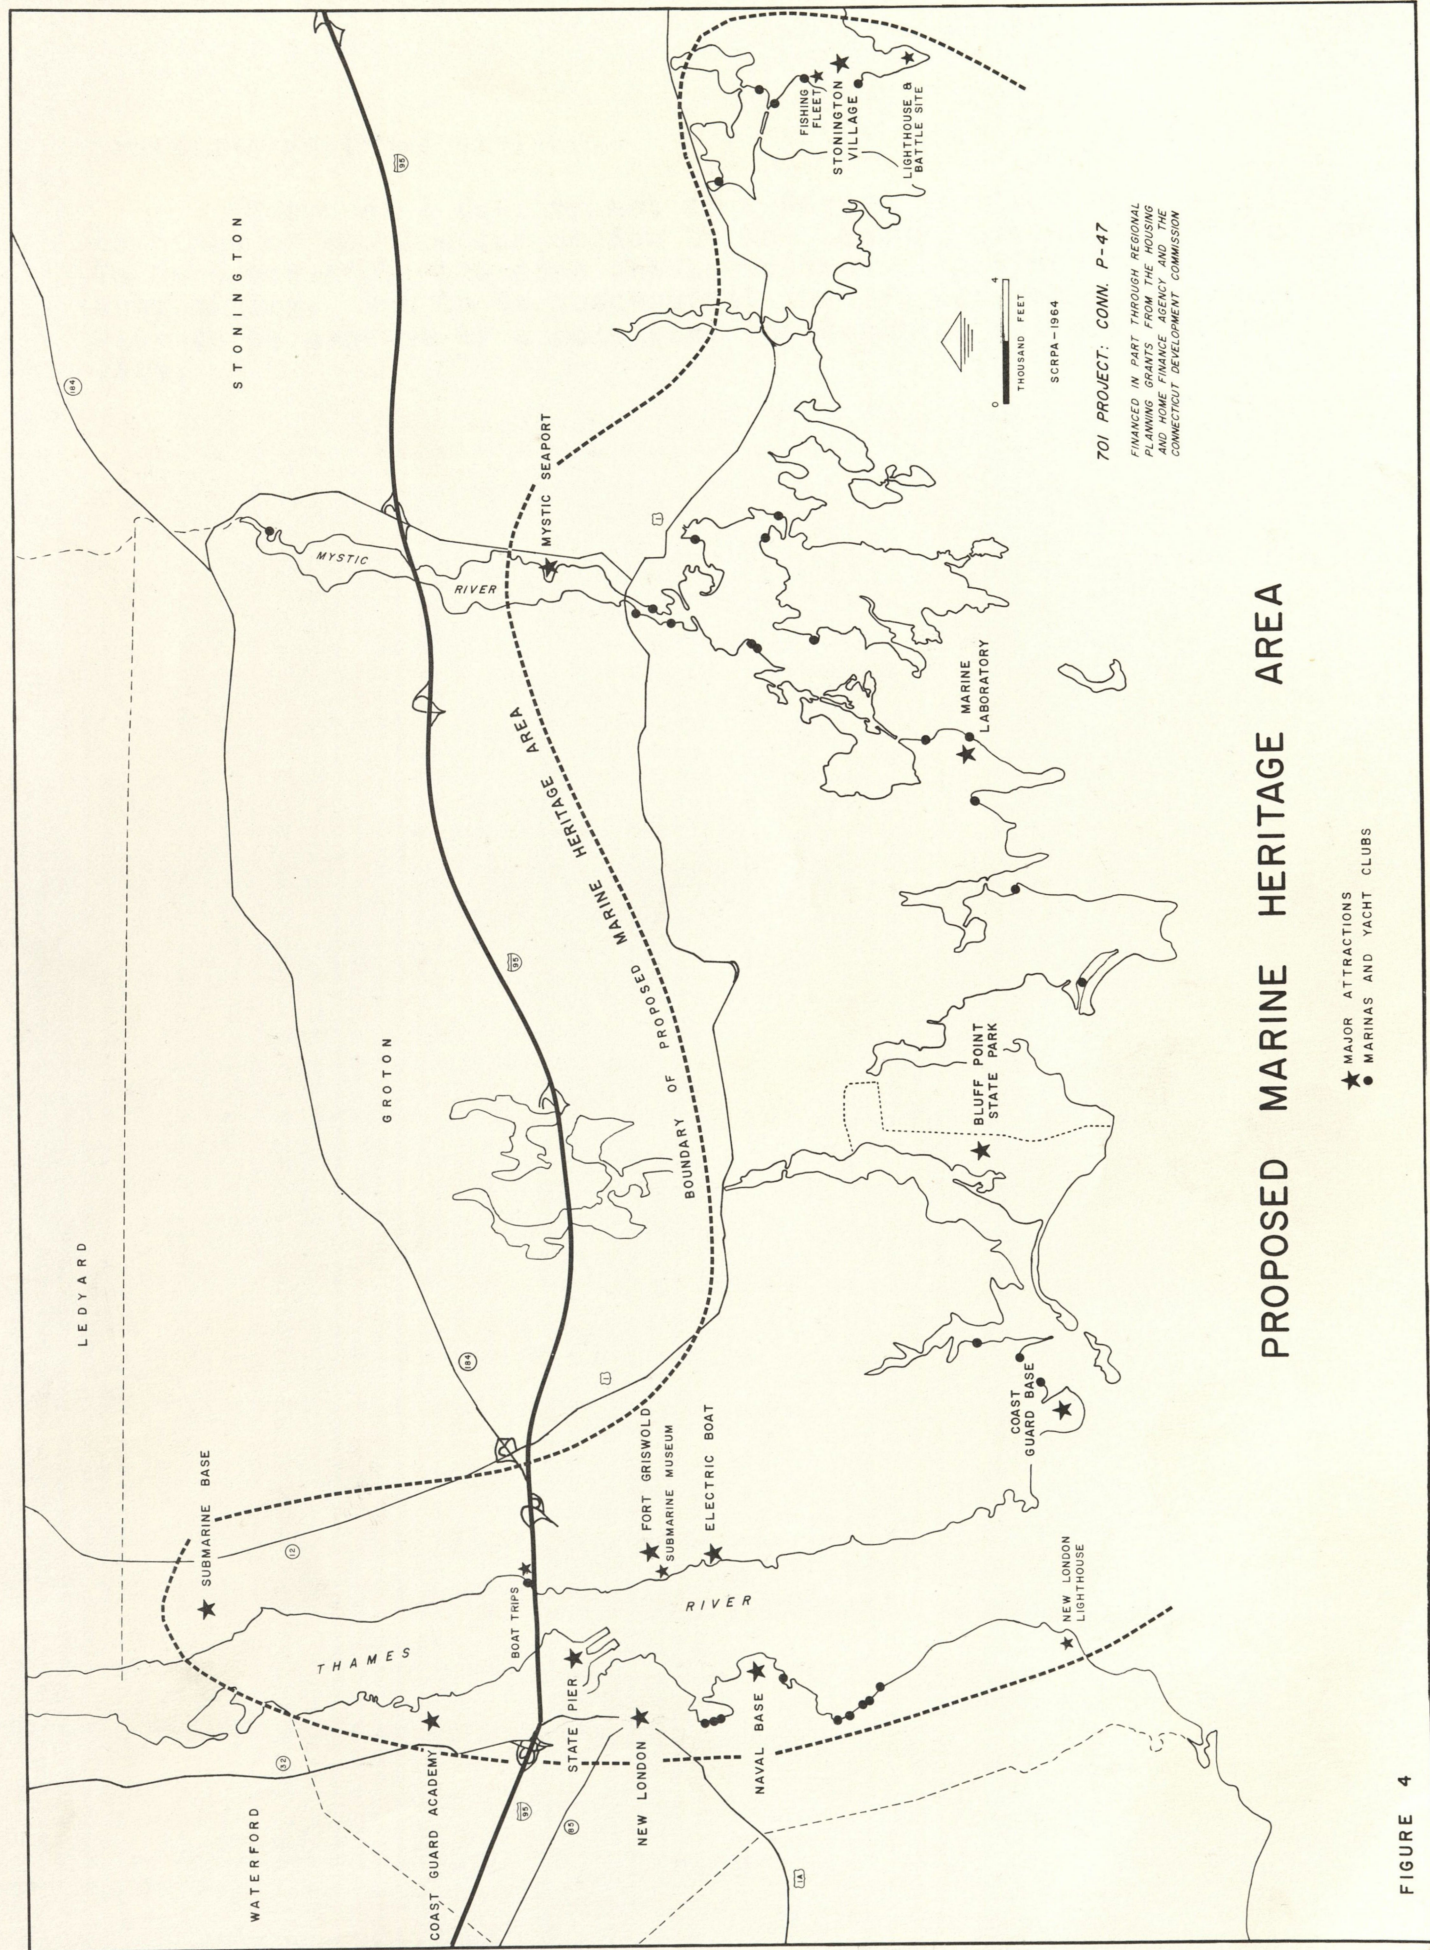 STONINGTON
LEDYARD
GROTON
WATERFORD
184
95
MYSTIC
RIVER
MYSTIC SEAPORT
1
FISHING
FLEET
STONINGTON
VILLAGE
LIGHTHOUSE &
BATTLE SITE
BOUNDARY OF PROPOSED MARINE HERITAGE AREA
95
184
1
12
SUBMARINE BASE
THAMES
RIVER
BOAT TRIPS
FORT GRISWOLD
SUBMARINE MUSEUM
ELECTRIC BOAT
COAST GUARD ACADEMY
STATE PIER
NEW LONDON
NAVAL BASE
32
95
85
1A
NEW LONDON
LIGHTHOUSE
COAST
GUARD BASE
BLUFF POINT
STATE PARK
MARINE
LABORATORY
0 4
THOUSAND FEET
SCRPA-1964
701 PROJECT: CONN. P-47
FINANCED IN PART THROUGH REGIONAL
PLANNING GRANTS FROM THE HOUSING
AND HOME FINANCE AGENCY AND THE
CONNECTICUT DEVELOPMENT COMMISSION
PROPOSED MARINE HERITAGE AREA
MAJOR ATTRACTIONS
MARINAS AND YACHT CLUBS
FIGURE 4